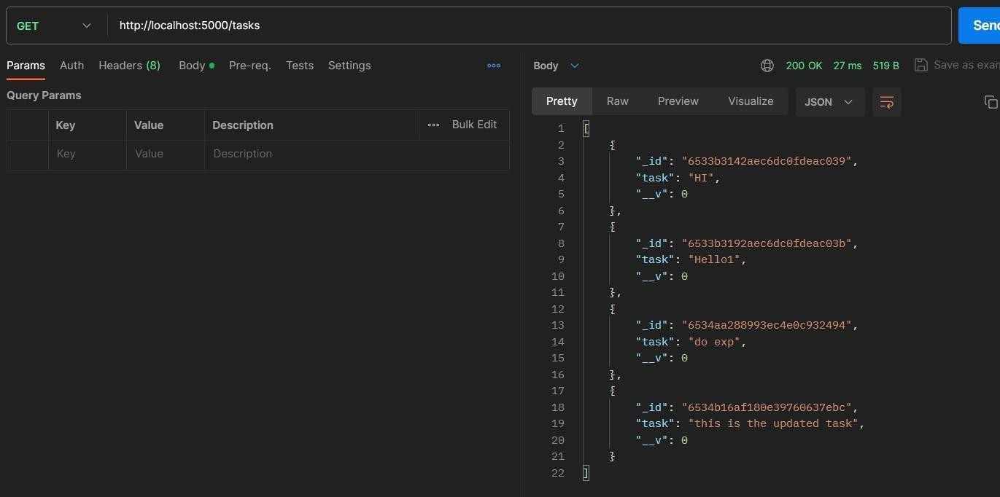 GET http://localhost:5000/tasks Send
Params Auth Headers (8) Body Pre-req. Tests Settings
Query Params
Key Value Description Bulk Edit
Key Value Description
Body 200 OK 27 ms 519 B Save as exam
Pretty Raw Preview Visualize JSON
1 [
2 {
3 "_id": "6533b3142aec6dc0fdeac039",
4 "task": "HI",
5 "__v": 0
6 },
7 {
8 "_id": "6533b3192aec6dc0fdeac03b",
9 "task": "Hello1",
10 "__v": 0
11 },
12 {
13 "_id": "6534aa288993ec4e0c932494",
14 "task": "do exp",
15 "__v": 0
16 },
17 {
18 "_id": "6534b16af180e39760637ebc",
19 "task": "this is the updated task",
20 "__v": 0
21 }
22 ]